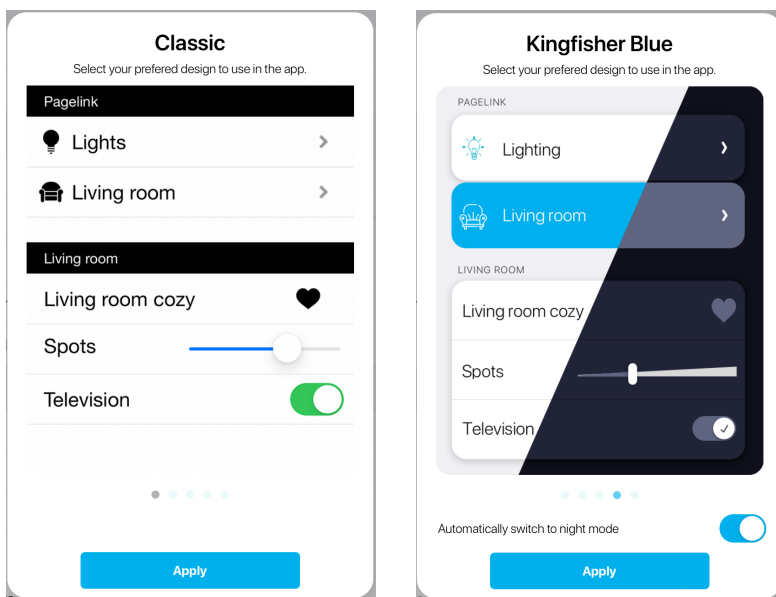 Classic
Select your prefered design to use in the app.
Pagelink
Lights
Living room
Living room
Living room cozy
Spots
Television
Apply
Kingfisher Blue
Select your prefered design to use in the app.
PAGELINK
Lighting
Living room
LIVING ROOM
Living room cozy
Spots
Television
Automatically switch to night mode
Apply